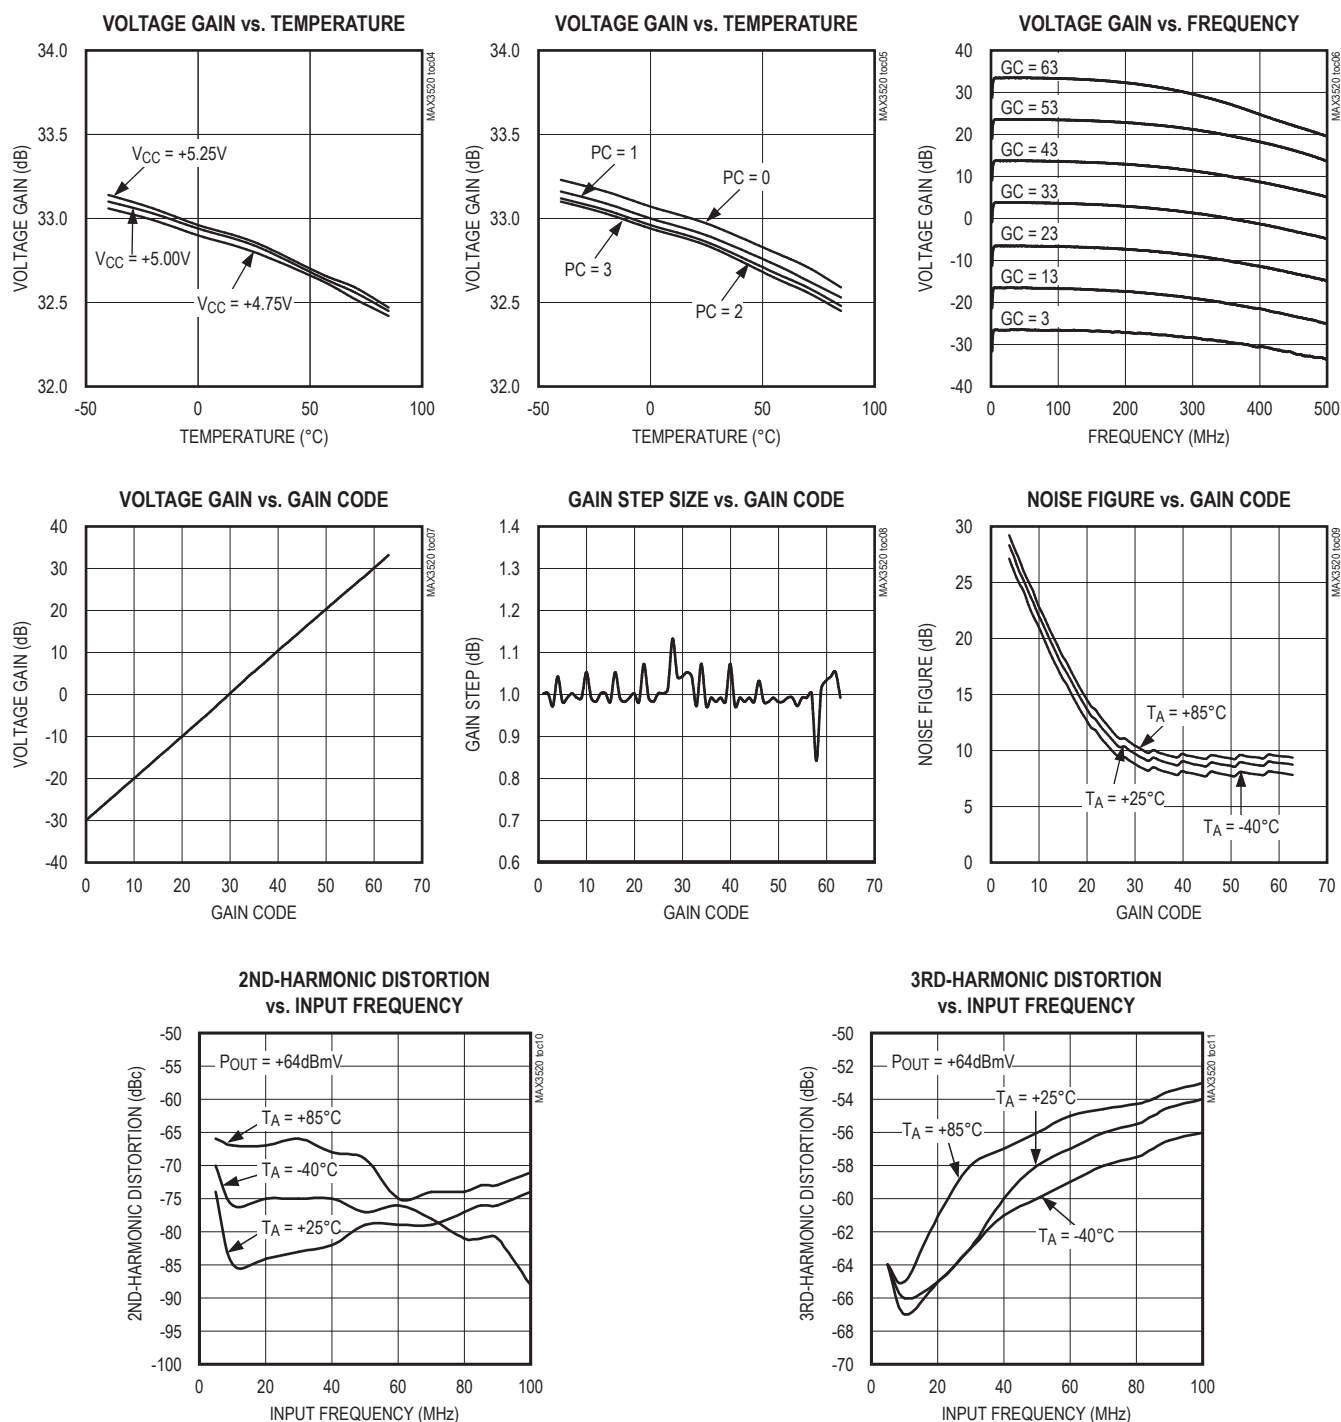 VOLTAGE GAIN vs. TEMPERATURE
MAX3520 toc04
VOLTAGE GAIN (dB)
34.0
33.5
33.0
32.5
32.0
VCC = +5.25V
VCC = +5.00V
VCC = +4.75V
-50 0 50 100
TEMPERATURE (°C)
VOLTAGE GAIN vs. TEMPERATURE
MAX3520 toc05
VOLTAGE GAIN (dB)
34.0
33.5
33.0
32.5
32.0
PC = 1
PC = 0
PC = 3
PC = 2
-50 0 50 100
TEMPERATURE (°C)
VOLTAGE GAIN vs. FREQUENCY
MAX3520 toc06
VOLTAGE GAIN (dB)
40
30
20
10
0
-10
-20
-30
-40
GC = 63
GC = 53
GC = 43
GC = 33
GC = 23
GC = 13
GC = 3
0 100 200 300 400 500
FREQUENCY (MHz)
VOLTAGE GAIN vs. GAIN CODE
MAX3520 toc07
VOLTAGE GAIN (dB)
40
30
20
10
0
-10
-20
-30
-40
0 10 20 30 40 50 60 70
GAIN CODE
GAIN STEP SIZE vs. GAIN CODE
MAX3520 toc08
GAIN STEP (dB)
1.4
1.3
1.2
1.1
1.0
0.9
0.8
0.7
0.6
0 10 20 30 40 50 60 70
GAIN CODE
NOISE FIGURE vs. GAIN CODE
MAX3520 toc09
NOISE FIGURE (dB)
30
25
20
15
10
5
0
TA = +85°C
TA = +25°C
TA = -40°C
0 10 20 30 40 50 60 70
GAIN CODE
2ND-HARMONIC DISTORTION
vs. INPUT FREQUENCY
MAX3520 toc10
2ND-HARMONIC DISTORTION (dBc)
-50
-55
-60
-65
-70
-75
-80
-85
-90
-95
-100
POUT = +64dBmV
TA = +85°C
TA = -40°C
TA = +25°C
0 20 40 60 80 100
INPUT FREQUENCY (MHz)
3RD-HARMONIC DISTORTION
vs. INPUT FREQUENCY
MAX3520 toc11
3RD-HARMONIC DISTORTION (dBc)
-50
-52
-54
-56
-58
-60
-62
-64
-66
-68
-70
POUT = +64dBmV
TA = +25°C
TA = +85°C
TA = -40°C
0 20 40 60 80 100
INPUT FREQUENCY (MHz)